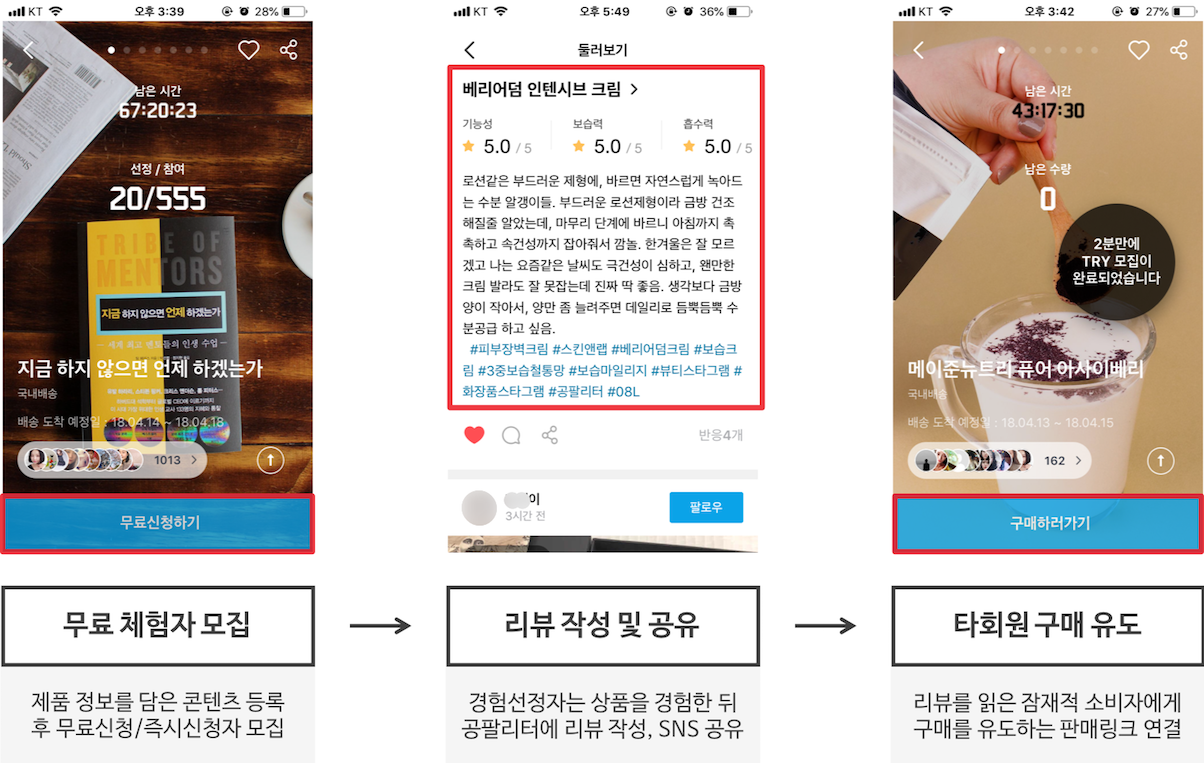 KT
오후 3:39
28%
남은 시간
67:20:23
선정 / 참여
20/555
TRIBE OF
MENTORS
지금 하지 않으면 언제 하겠는가
세계 최고 멘토들의 인생 수업
지금 하지 않으면 언제 하겠는가
국내배송
배송 도착 예정일 : 18.04.14 ~ 18.04.18
1013
무료신청하기
무료 체험자 모집
제품 정보를 담은 콘텐츠 등록
후 무료신청/즉시신청자 모집
KT
오후 5:49
36%
둘러보기
베리어덤 인텐시브 크림
기능성 보습력 흡수력
5.0 / 5 5.0 / 5 5.0 / 5
로션같은 부드러운 제형에, 바르면 자연스럽게 녹아드
는 수분 알갱이들. 부드러운 로션제형이라 금방 건조
해질줄 알았는데, 마무리 단계에 바르니 아침까지 촉
촉하고 속건성까지 잡아줘서 깜놀. 한겨울은 잘 모르
겠고 나는 요즘같은 날씨도 극건성이 심하고, 왠만한
크림 발라도 잘 못잡는데 진짜 딱 좋음. 생각보다 금방
양이 작아서, 양만 좀 늘려주면 데일리로 듬뿍듬뿍 수
분공급 하고 싶음.
#피부장벽크림 #스킨앤랩 #베리어덤크림 #보습크
림 #3중보습철통망 #보습마일리지 #뷰티스타그램 #
화장품스타그램 #공팔리터 #08L
반응4개
이
3시간 전
팔로우
리뷰 작성 및 공유
경험선정자는 상품을 경험한 뒤
공팔리터에 리뷰 작성, SNS 공유
KT
오후 3:42
27%
남은 시간
43:17:30
남은 수량
0
2분만에
TRY 모집이
완료되었습니다
메이준뉴트리 퓨어 아사이베리
국내배송
배송 도착 예정일 : 18.04.13 ~ 18.04.15
162
구매하러가기
타회원 구매 유도
리뷰를 읽은 잠재적 소비자에게
구매를 유도하는 판매링크 연결